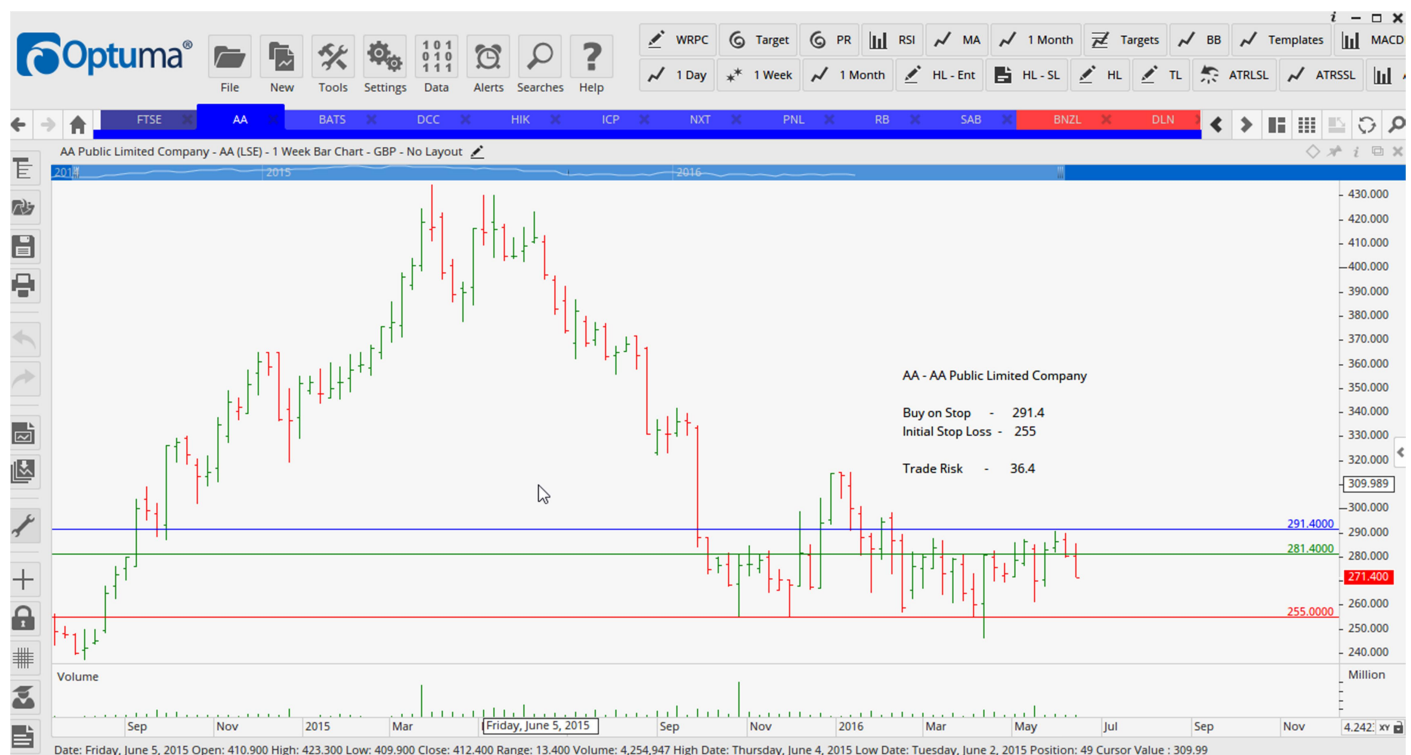 i
Optuma®
File
New
Tools
Settings
101
010
111
Data
Alerts
Searches
Help
WRPC Target PR RSI MA 1 Month Targets BB Templates MACD
1 Day 1 Week 1 Month HL - Ent HL - SL HL TL ATRLSL ATRSSL
FTSE AA BATS DCC HIK ICP NXT PNL RB SAB BNZL DLN
AA Public Limited Company - AA (LSE) - 1 Week Bar Chart - GBP - No Layout
2014 2015 2016
430.000
420.000
410.000
400.000
390.000
380.000
370.000
360.000
350.000
340.000
330.000
320.000
309.989
300.000
290.000
280.000
271.400
260.000
250.000
240.000
AA - AA Public Limited Company
Buy on Stop - 291.4
Initial Stop Loss - 255
Trade Risk - 36.4
291.4000
281.4000
255.0000
Volume
Million
Sep Nov 2015 Mar Friday, June 5, 2015 Sep Nov 2016 Mar May Jul Sep Nov 4.242 XY
Date: Friday, June 5, 2015 Open: 410.900 High: 423.300 Low: 409.900 Close: 412.400 Range: 13.400 Volume: 4,254,947 High Date: Thursday, June 4, 2015 Low Date: Tuesday, June 2, 2015 Position: 49 Cursor Value : 309.99